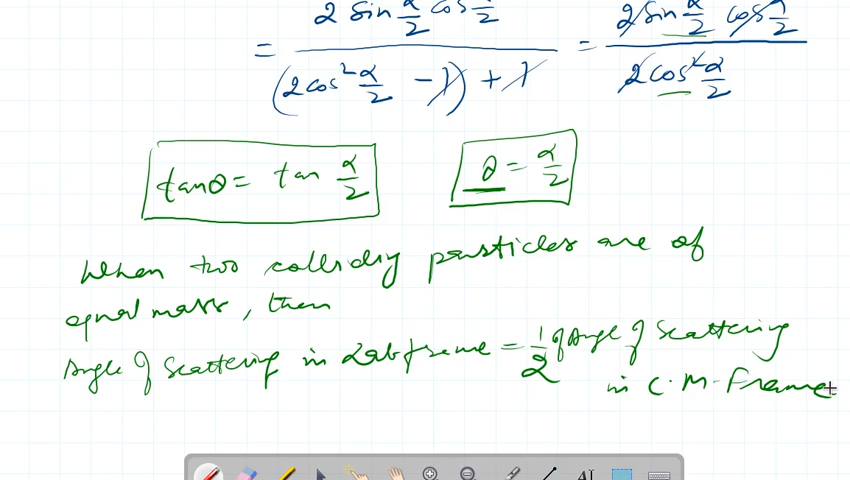 = 2 sin α/2 cos α/2 / (2cos² α/2 - 1) + 1 = 2 sin α/2 cos α/2 / 2cos² α/2
tanθ = tan α/2 θ = α/2
When two collidry particles are of
equal mass, then
Angle of scattering in Lab frame = 1/2 of Angle of scattering
in C.M. Frame